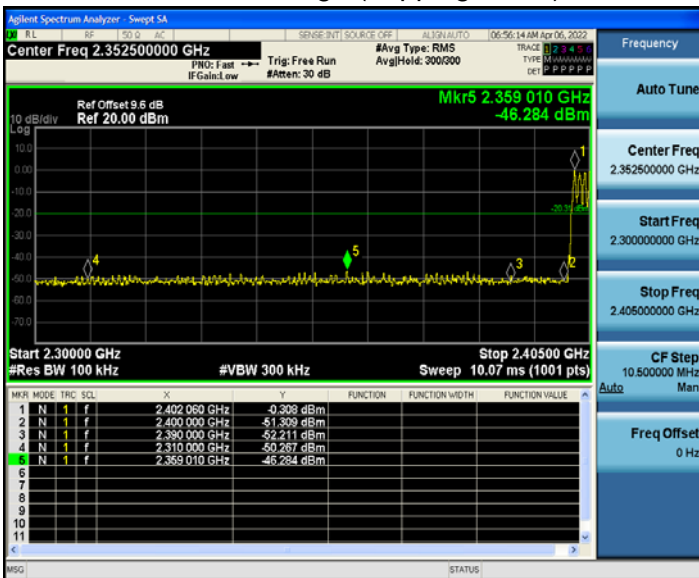 Agilent Spectrum Analyzer - Swept SA
RL RF 50 Ω AC SENSE:INT SOURCE OFF ALIGNAUTO 06:56:14 AM Apr 06, 2022
Center Freq 2.352500000 GHz
PNO: Fast
IFGain:Low
Trig: Free Run
#Atten: 30 dB
#Avg Type: RMS
Avg|Hold: 300/300
TRACE 1 2 3 4 5 6
TYPE M
DET P P P P P P
Mkr5 2.359 010 GHz
-46.284 dBm
Ref Offset 9.6 dB
10 dB/div Ref 20.00 dBm
Log
10.0
0.00
-10.0
-20.0
-30.0
-40.0
-50.0
-60.0
-70.0
1
2
3
4
5
Start 2.30000 GHz Stop 2.40500 GHz
#Res BW 100 kHz #VBW 300 kHz Sweep 10.07 ms (1001 pts)
MKR MODE TRC SCL X Y FUNCTION FUNCTION WIDTH FUNCTION VALUE
1 N 1 f 2.402 060 GHz -0.308 dBm
2 N 1 f 2.400 000 GHz -51.309 dBm
3 N 1 f 2.390 000 GHz -52.211 dBm
4 N 1 f 2.310 000 GHz -50.267 dBm
5 N 1 f 2.359 010 GHz -46.284 dBm
6
7
8
9
10
11
MSG STATUS
Frequency
Auto Tune
Center Freq
2.352500000 GHz
Start Freq
2.300000000 GHz
Stop Freq
2.405000000 GHz
CF Step
10.500000 MHz
Auto Man
Freq Offset
0 Hz